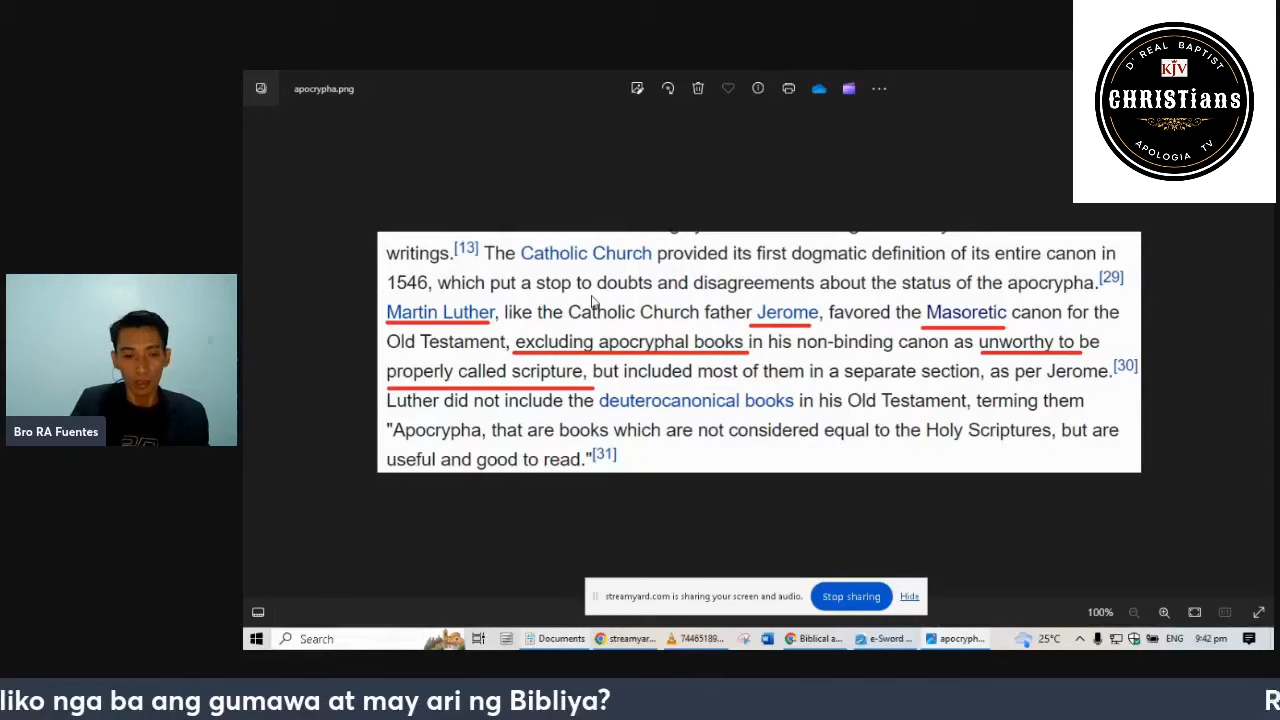 D' REAL BAPTIST
KJV
CHRISTians
APOLOGIA TV
apocrypha.png
writings.[13] The Catholic Church provided its first dogmatic definition of its entire canon in
1546, which put a stop to doubts and disagreements about the status of the apocrypha.[29]
Martin Luther, like the Catholic Church father Jerome, favored the Masoretic canon for the
Old Testament, excluding apocryphal books in his non-binding canon as unworthy to be
properly called scripture, but included most of them in a separate section, as per Jerome.[30]
Luther did not include the deuterocanonical books in his Old Testament, terming them
"Apocrypha, that are books which are not considered equal to the Holy Scriptures, but are
useful and good to read."[31]
Bro RA Fuentes
streamyard.com is sharing your screen and audio. Stop sharing Hide
100%
Search Documents streamyar... 74465189... Biblical a... e-Sword ... apocryph... 25°C ENG 9:42 pm
liko nga ba ang gumawa at may ari ng Bibliya? R